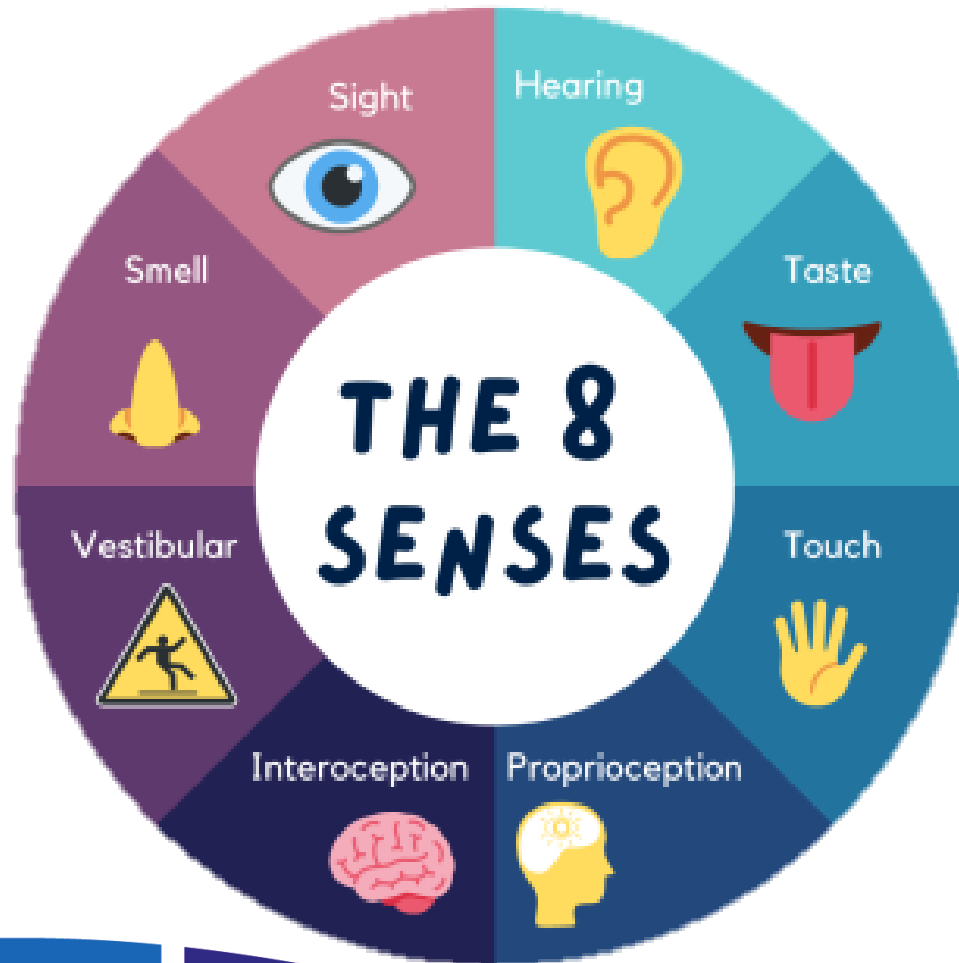 Sight
Hearing
Smell
Taste
THE 8
SENSES
Vestibular
Touch
Interoception
Proprioception